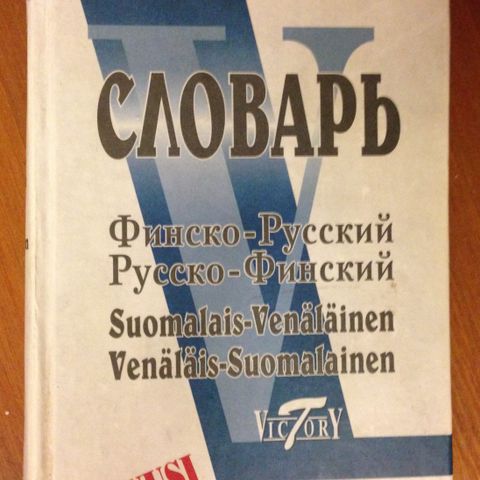 СЛОВАРЬ
Финско-Русский
Русско-Финский
Suomalais-Venäläinen
Venäläis-Suomalainen
VICTORY